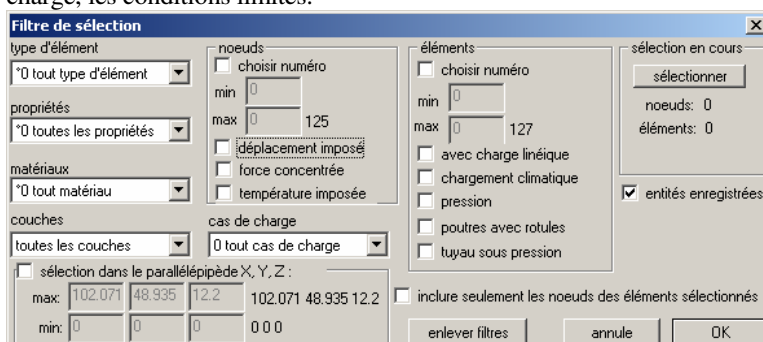 charge, les conditions limites.
Filtre de sélection
type d'élément
*0 tout type d'élément
propriétés
*0 toutes les propriétés
matériaux
*0 tout matériau
couches
toutes les couches
noeuds
choisir numéro
min 0
max 0 125
déplacement imposé
force concentrée
température imposée
cas de charge
0 tout cas de charge
éléments
choisir numéro
min 0
max 0 127
avec charge linéique
chargement climatique
pression
poutres avec rotules
tuyau sous pression
sélection en cours
sélectionner
noeuds: 0
éléments: 0
entités enregistrées
sélection dans le parallélépipède X, Y, Z :
max: 102.071 48.935 12.2 102.071 48.935 12.2
min: 0 0 0 0 0 0
inclure seulement les noeuds des éléments sélectionnés
enlever filtres
annule
OK